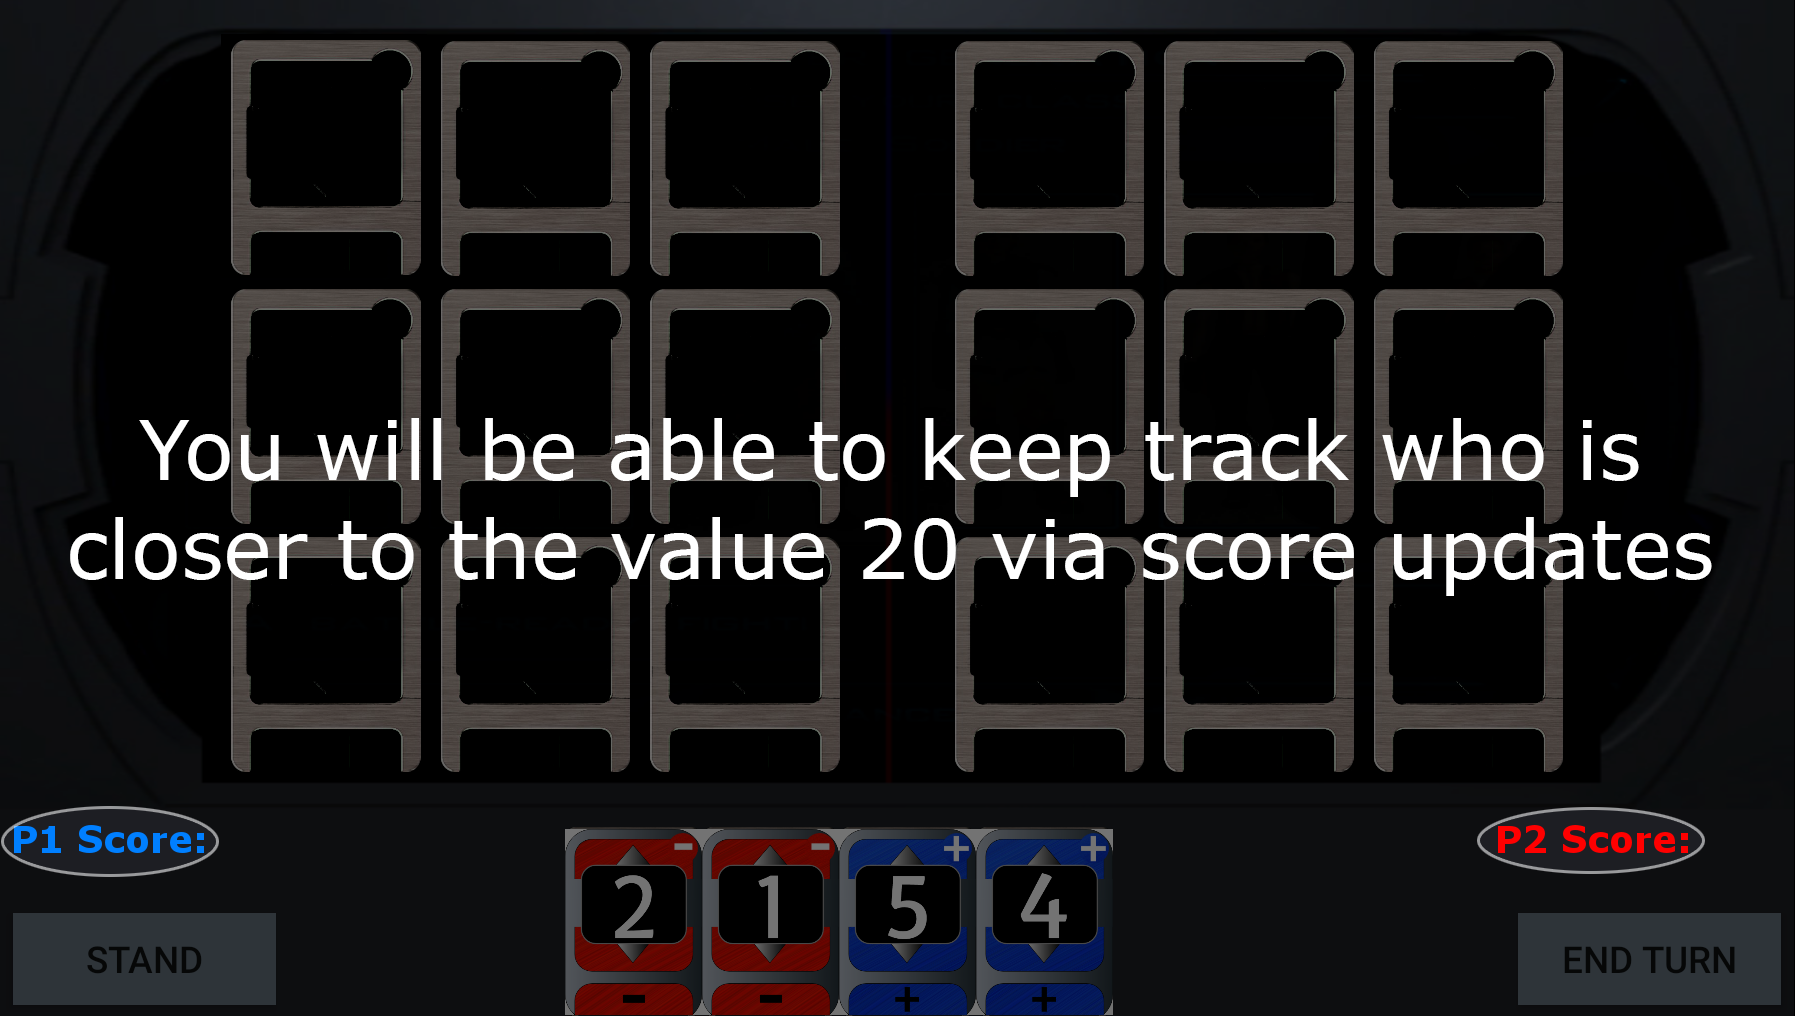 You will be able to keep track who is
closer to the value 20 via score updates
P1 Score:
P2 Score:
- - + +
2 1 5 4
- - + +
STAND
END TURN